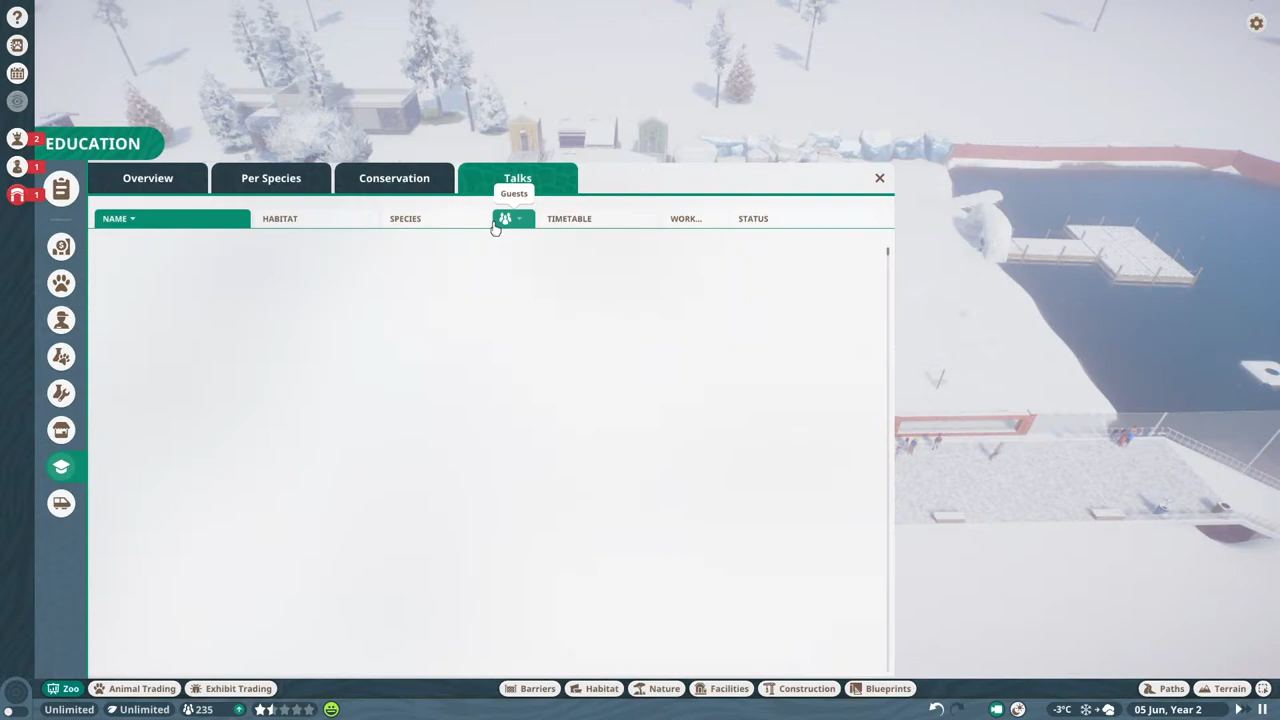 ?
2
1
1
EDUCATION
Overview
Per Species
Conservation
Talks
Guests
NAME
HABITAT
SPECIES
TIMETABLE
WORK...
STATUS
Zoo
Animal Trading
Exhibit Trading
Barriers
Habitat
Nature
Facilities
Construction
Blueprints
Paths
Terrain
Unlimited
Unlimited
235
-3°C
05 Jun, Year 2